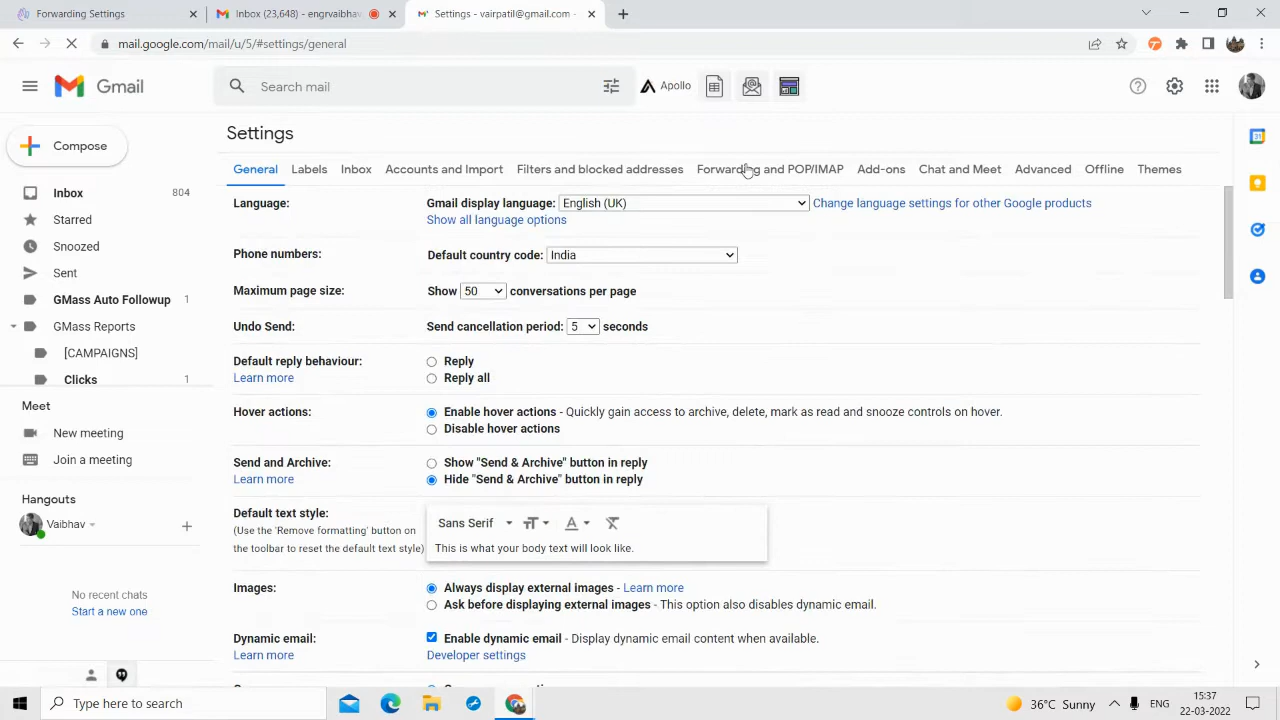 Forwarding Settings
Inbox (23,648) - engrvaibhav
Settings - vairpatil@gmail.com -
mail.google.com/mail/u/5/#settings/general
Gmail
Search mail
Apollo
Compose
Settings
General Labels Inbox Accounts and Import Filters and blocked addresses Forwarding and POP/IMAP Add-ons Chat and Meet Advanced Offline Themes
Inbox 804
Starred
Snoozed
Sent
GMass Auto Followup 1
GMass Reports
[CAMPAIGNS]
Clicks 1
Meet
New meeting
Join a meeting
Hangouts
Vaibhav
No recent chats
Start a new one
Language: Gmail display language: English (UK) Change language settings for other Google products
Show all language options
Phone numbers: Default country code: India
Maximum page size: Show 50 conversations per page
Undo Send: Send cancellation period: 5 seconds
Default reply behaviour: Reply
Learn more Reply all
Hover actions: Enable hover actions - Quickly gain access to archive, delete, mark as read and snooze controls on hover.
Disable hover actions
Send and Archive: Show "Send & Archive" button in reply
Learn more Hide "Send & Archive" button in reply
Default text style: Sans Serif
(Use the 'Remove formatting' button on
the toolbar to reset the default text style) This is what your body text will look like.
Images: Always display external images - Learn more
Ask before displaying external images - This option also disables dynamic email.
Dynamic email: Enable dynamic email - Display dynamic email content when available.
Learn more Developer settings
Type here to search
36°C Sunny
ENG
15:37
22-03-2022